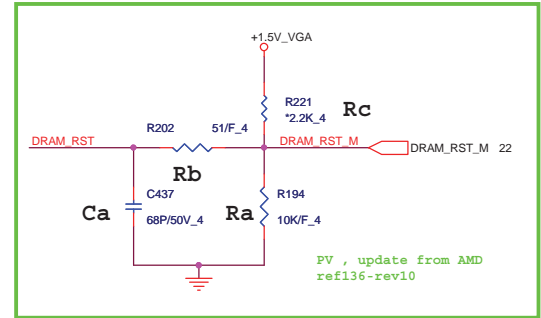 +1.5V_VGA
R221
*2.2K_4
Rc
R202
51/F_4
DRAM_RST
DRAM_RST_M
DRAM_RST_M 22
Rb
C437
68P/50V_4
Ca
Ra
R194
10K/F_4
PV , update from AMD
ref136-rev10